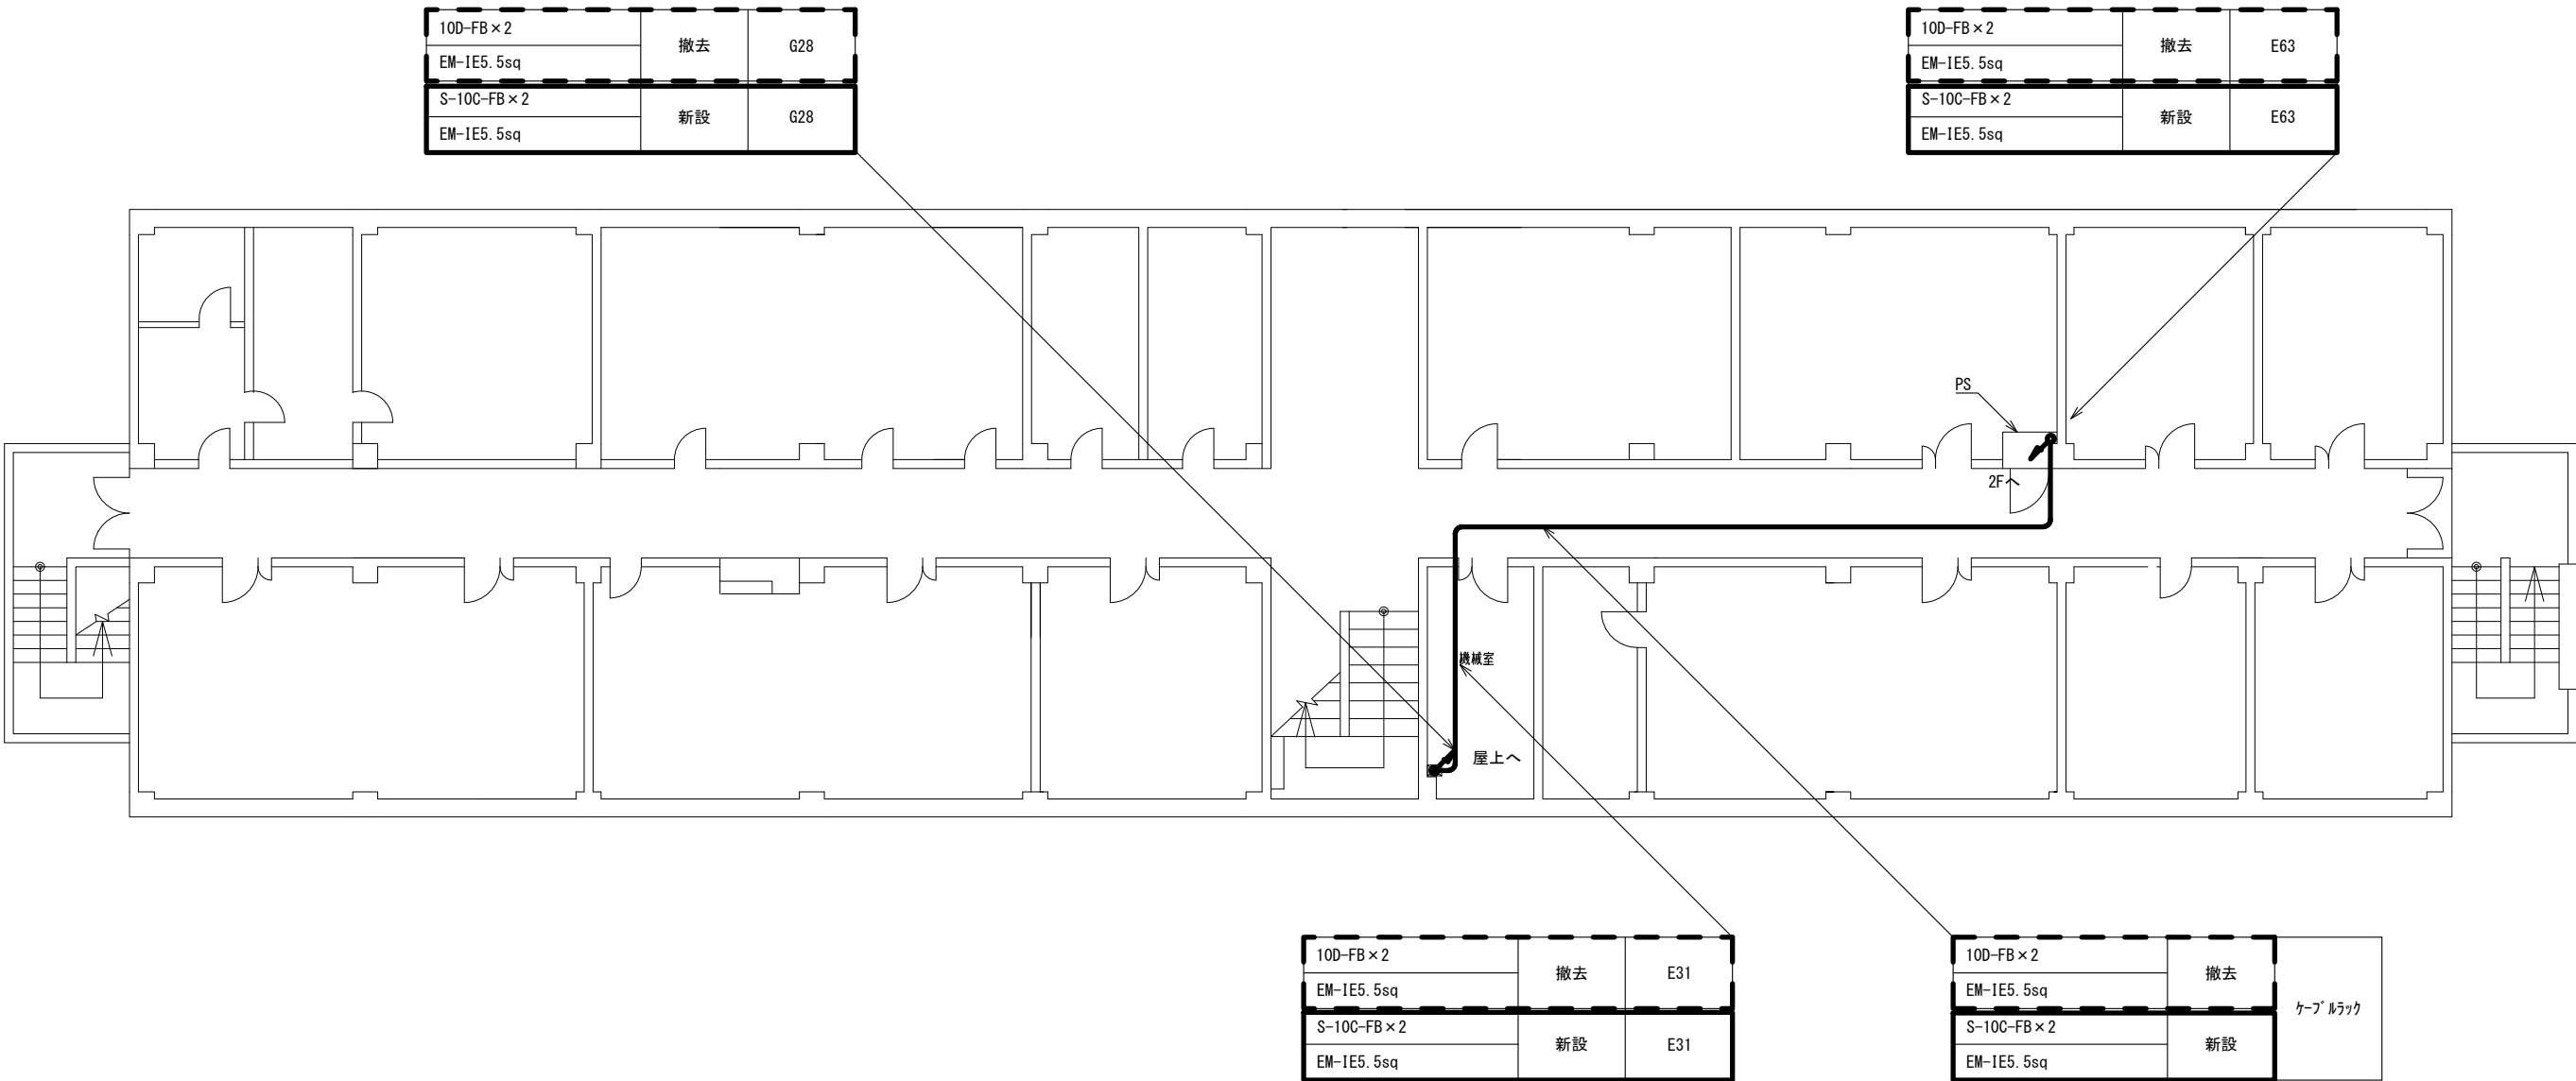 10D-FB×2
撤去
G28
EM-IE5.5sq
S-10C-FB×2
新設
G28
EM-IE5.5sq
10D-FB×2
撤去
E63
EM-IE5.5sq
S-10C-FB×2
新設
E63
EM-IE5.5sq
PS
2Fへ
機械室
屋上へ
10D-FB×2
撤去
E31
EM-IE5.5sq
S-10C-FB×2
新設
E31
EM-IE5.5sq
10D-FB×2
撤去
EM-IE5.5sq
ｹｰﾌﾞﾙﾗｯｸ
S-10C-FB×2
新設
EM-IE5.5sq